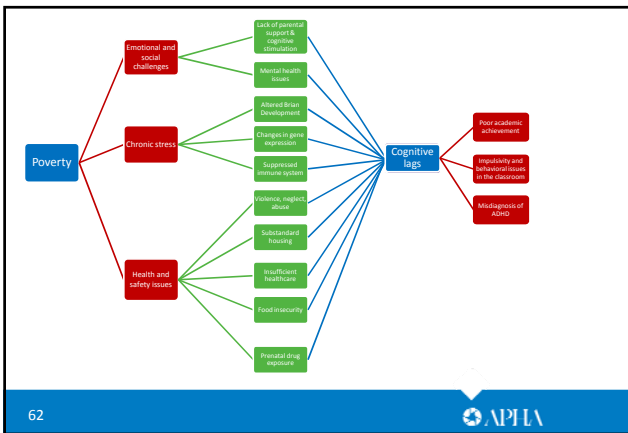 Lack of parental
support &
cognitive
stimulation
Emotional and
social
challenges
Mental health
issues
Altered Brian
Development
Poor academic
achievement
Poverty
Chronic stress
Changes in gene
expression
Cognitive
lags
Impulsivity and
behavioral issues
in the classroom
Suppressed
immune system
Misdiagnosis of
ADHD
Violence, neglect,
abuse
Substandard
housing
Health and
safety issues
Insufficient
healthcare
Food insecurity
Prenatal drug
exposure
62
APHA